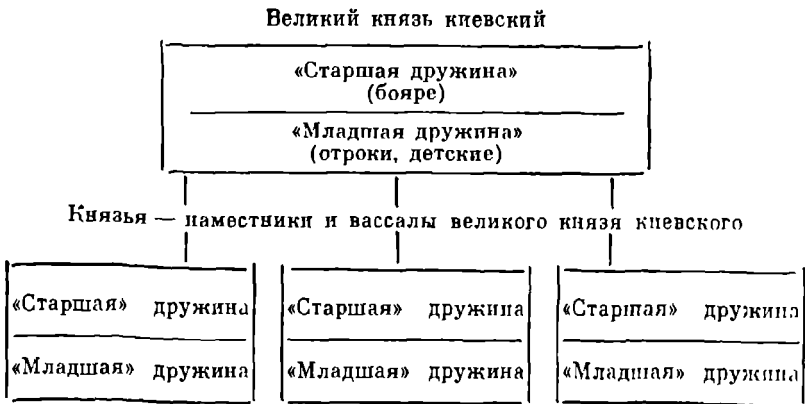 Великий князь киевский
«Старшая дружина»
(бояре)
«Младшая дружина»
(отроки, детские)
Князья — наместники и вассалы великого князя киевского
«Старшая» дружина «Старшая» дружина «Старшая» дружина
«Младшая» дружина «Младшая» дружина «Младшая» дружина